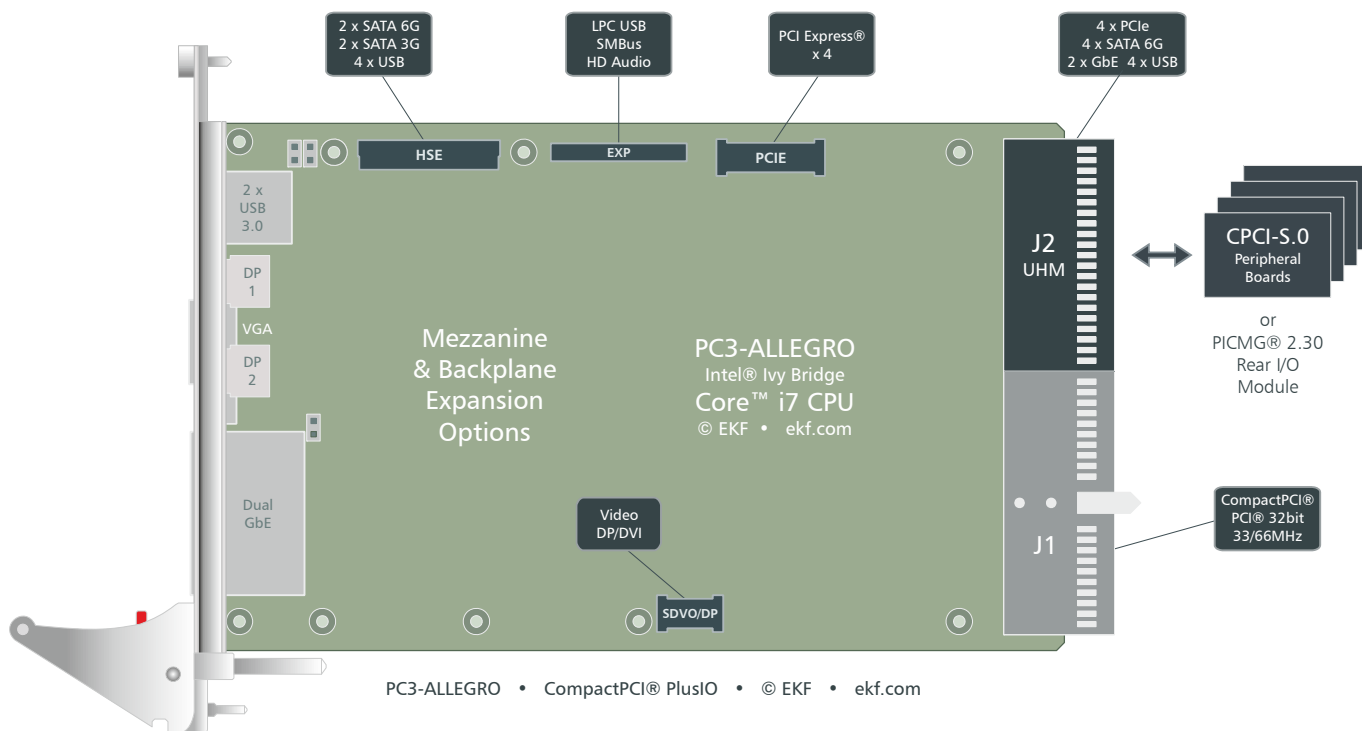 2 x SATA 6G
2 x SATA 3G
4 x USB
LPC USB
SMBus
HD Audio
PCI Express®
x 4
4 x PCIe
4 x SATA 6G
2 x GbE 4 x USB
HSE
EXP
PCIE
2 x
USB
3.0
DP
1
VGA
DP
2
Dual
GbE
Mezzanine
& Backplane
Expansion
Options
PC3-ALLEGRO
Intel® Ivy Bridge
Core™ i7 CPU
© EKF • ekf.com
J2
UHM
CPCI-S.0
Peripheral
Boards
or
PICMG® 2.30
Rear I/O
Module
J1
CompactPCI®
PCI® 32bit
33/66MHz
Video
DP/DVI
SDVO/DP
PC3-ALLEGRO • CompactPCI® PlusIO • © EKF • ekf.com